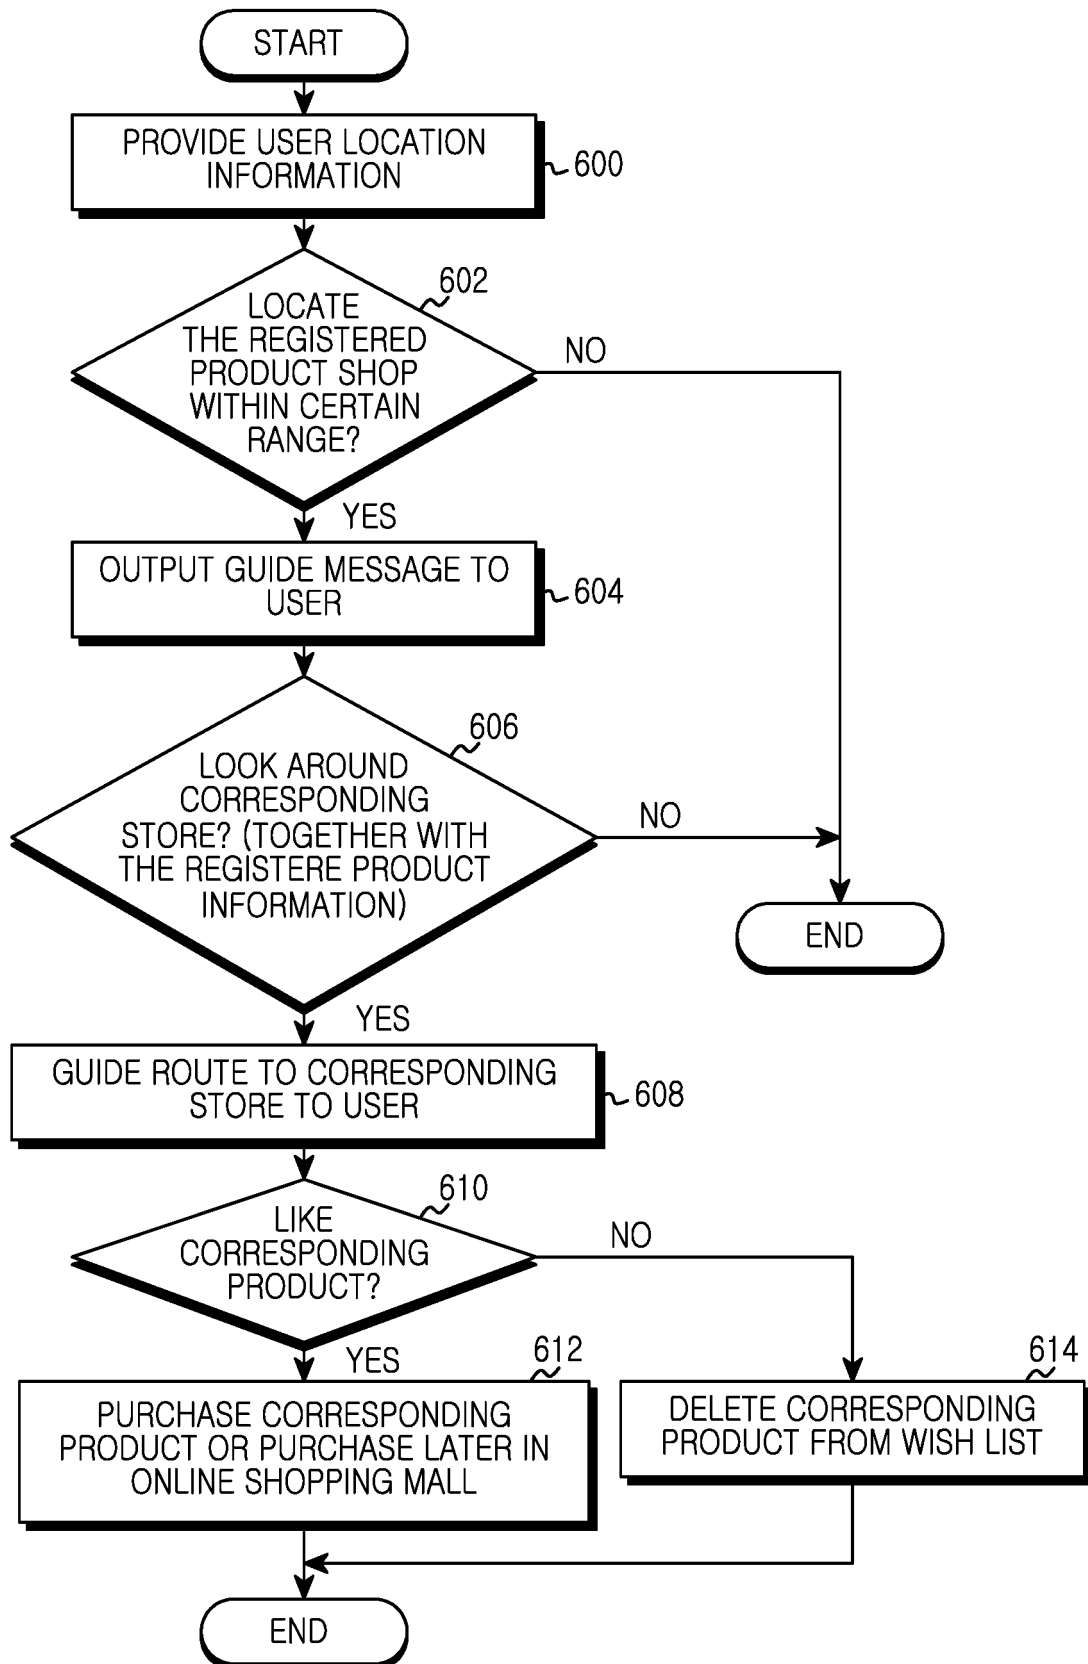 START
PROVIDE USER LOCATION
INFORMATION
600
602
LOCATE
THE REGISTERED
PRODUCT SHOP
WITHIN CERTAIN
RANGE?
NO
YES
OUTPUT GUIDE MESSAGE TO
USER
604
606
LOOK AROUND
CORRESPONDING
STORE? (TOGETHER WITH
THE REGISTERE PRODUCT
INFORMATION)
NO
END
YES
GUIDE ROUTE TO CORRESPONDING
STORE TO USER
608
610
LIKE
CORRESPONDING
PRODUCT?
NO
YES
612
PURCHASE CORRESPONDING
PRODUCT OR PURCHASE LATER IN
ONLINE SHOPPING MALL
614
DELETE CORRESPONDING
PRODUCT FROM WISH LIST
END